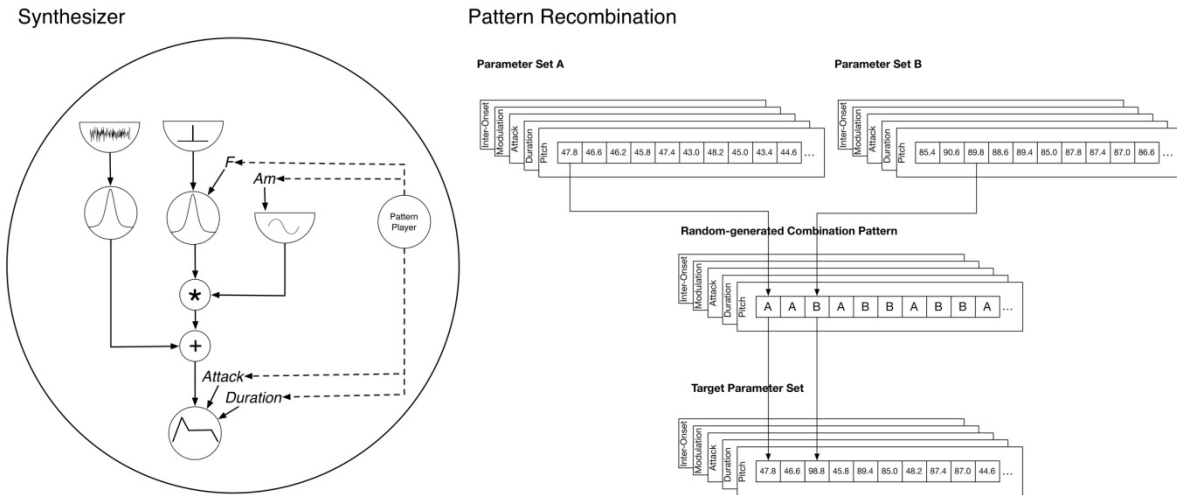 Synthesizer
F
Am
Pattern
Player
*
+
Attack
Duration
Pattern Recombination
Parameter Set A
Inter-Onset
Modulation
Attack
Duration
Pitch
47.8 46.6 46.2 45.8 47.4 43.0 48.2 45.0 43.4 44.6 ...
Parameter Set B
Inter-Onset
Modulation
Attack
Duration
Pitch
85.4 90.6 89.8 88.6 89.4 85.0 87.8 87.4 87.0 86.6 ...
Random-generated Combination Pattern
Inter-Onset
Modulation
Attack
Duration
Pitch
A A B A B B A B B A ...
Target Parameter Set
Inter-Onset
Modulation
Attack
Duration
Pitch
47.8 46.6 98.8 45.8 89.4 85.0 48.2 87.4 87.0 44.6 ...